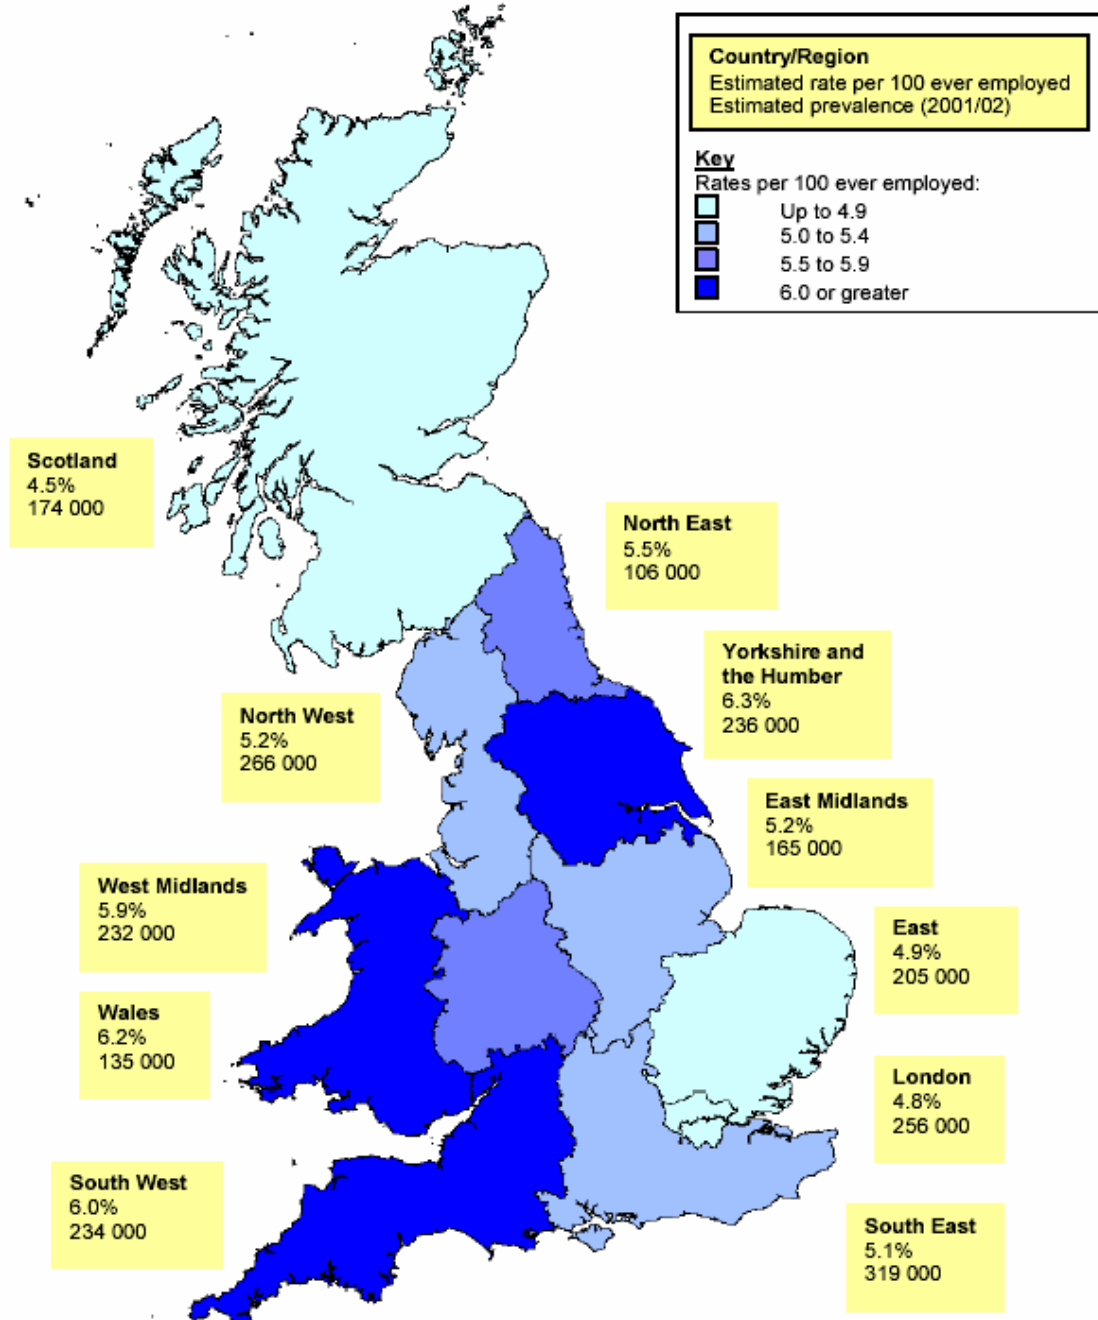 Country/Region
Estimated rate per 100 ever employed
Estimated prevalence (2001/02)
Key
Rates per 100 ever employed:
Up to 4.9
5.0 to 5.4
5.5 to 5.9
6.0 or greater
Scotland
4.5%
174 000
North East
5.5%
106 000
Yorkshire and
the Humber
6.3%
236 000
North West
5.2%
266 000
East Midlands
5.2%
165 000
West Midlands
5.9%
232 000
East
4.9%
205 000
Wales
6.2%
135 000
London
4.8%
256 000
South West
6.0%
234 000
South East
5.1%
319 000